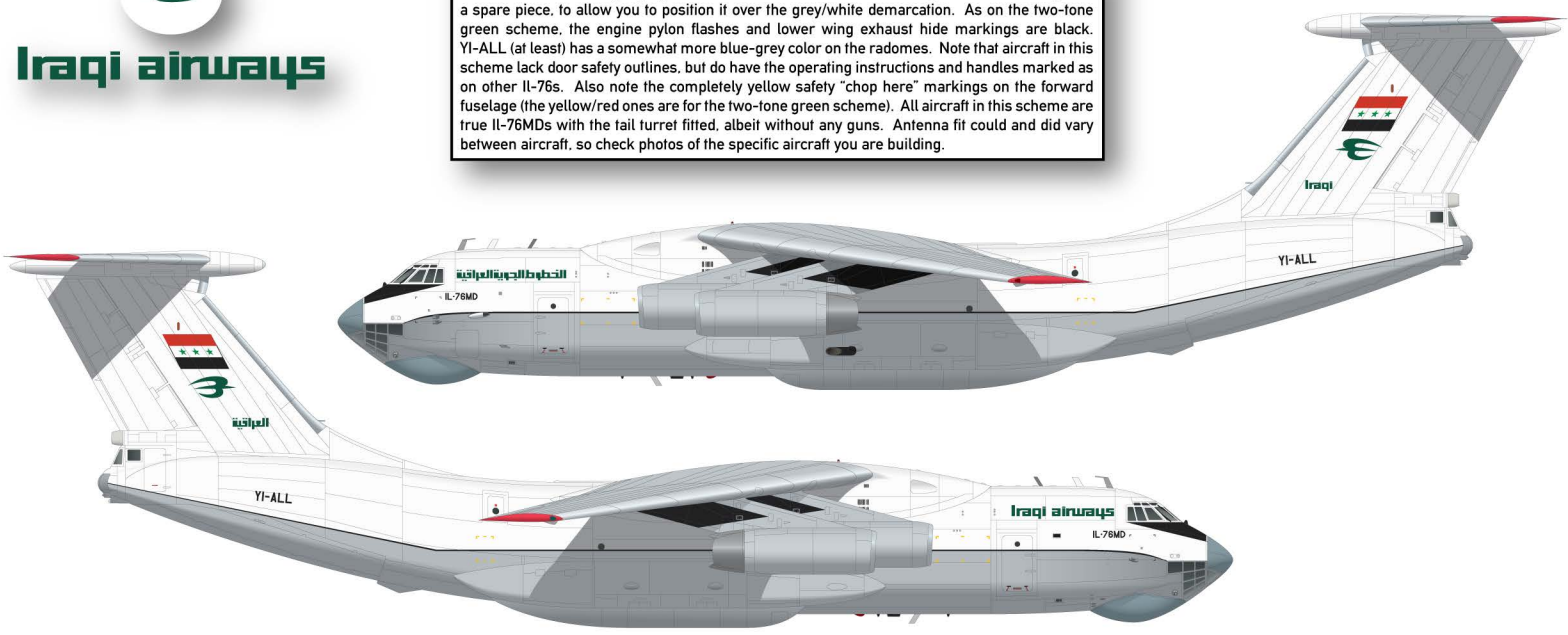 Iraqi airways
a spare piece, to allow you to position it over the grey/white demarcation. As on the two-tone
green scheme, the engine pylon flashes and lower wing exhaust hide markings are black.
YI-ALL (at least) has a somewhat more blue-grey color on the radomes. Note that aircraft in this
scheme lack door safety outlines, but do have the operating instructions and handles marked as
on other Il-76s. Also note the completely yellow safety “chop here” markings on the forward
fuselage (the yellow/red ones are for the two-tone green scheme). All aircraft in this scheme are
true Il-76MDs with the tail turret fitted, albeit without any guns. Antenna fit could and did vary
between aircraft, so check photos of the specific aircraft you are building.
Iraqi
YI-ALL
الخطوط الجوية العراقية
IL-76MD
العراقية
YI-ALL
Iraqi airways
IL-76MD